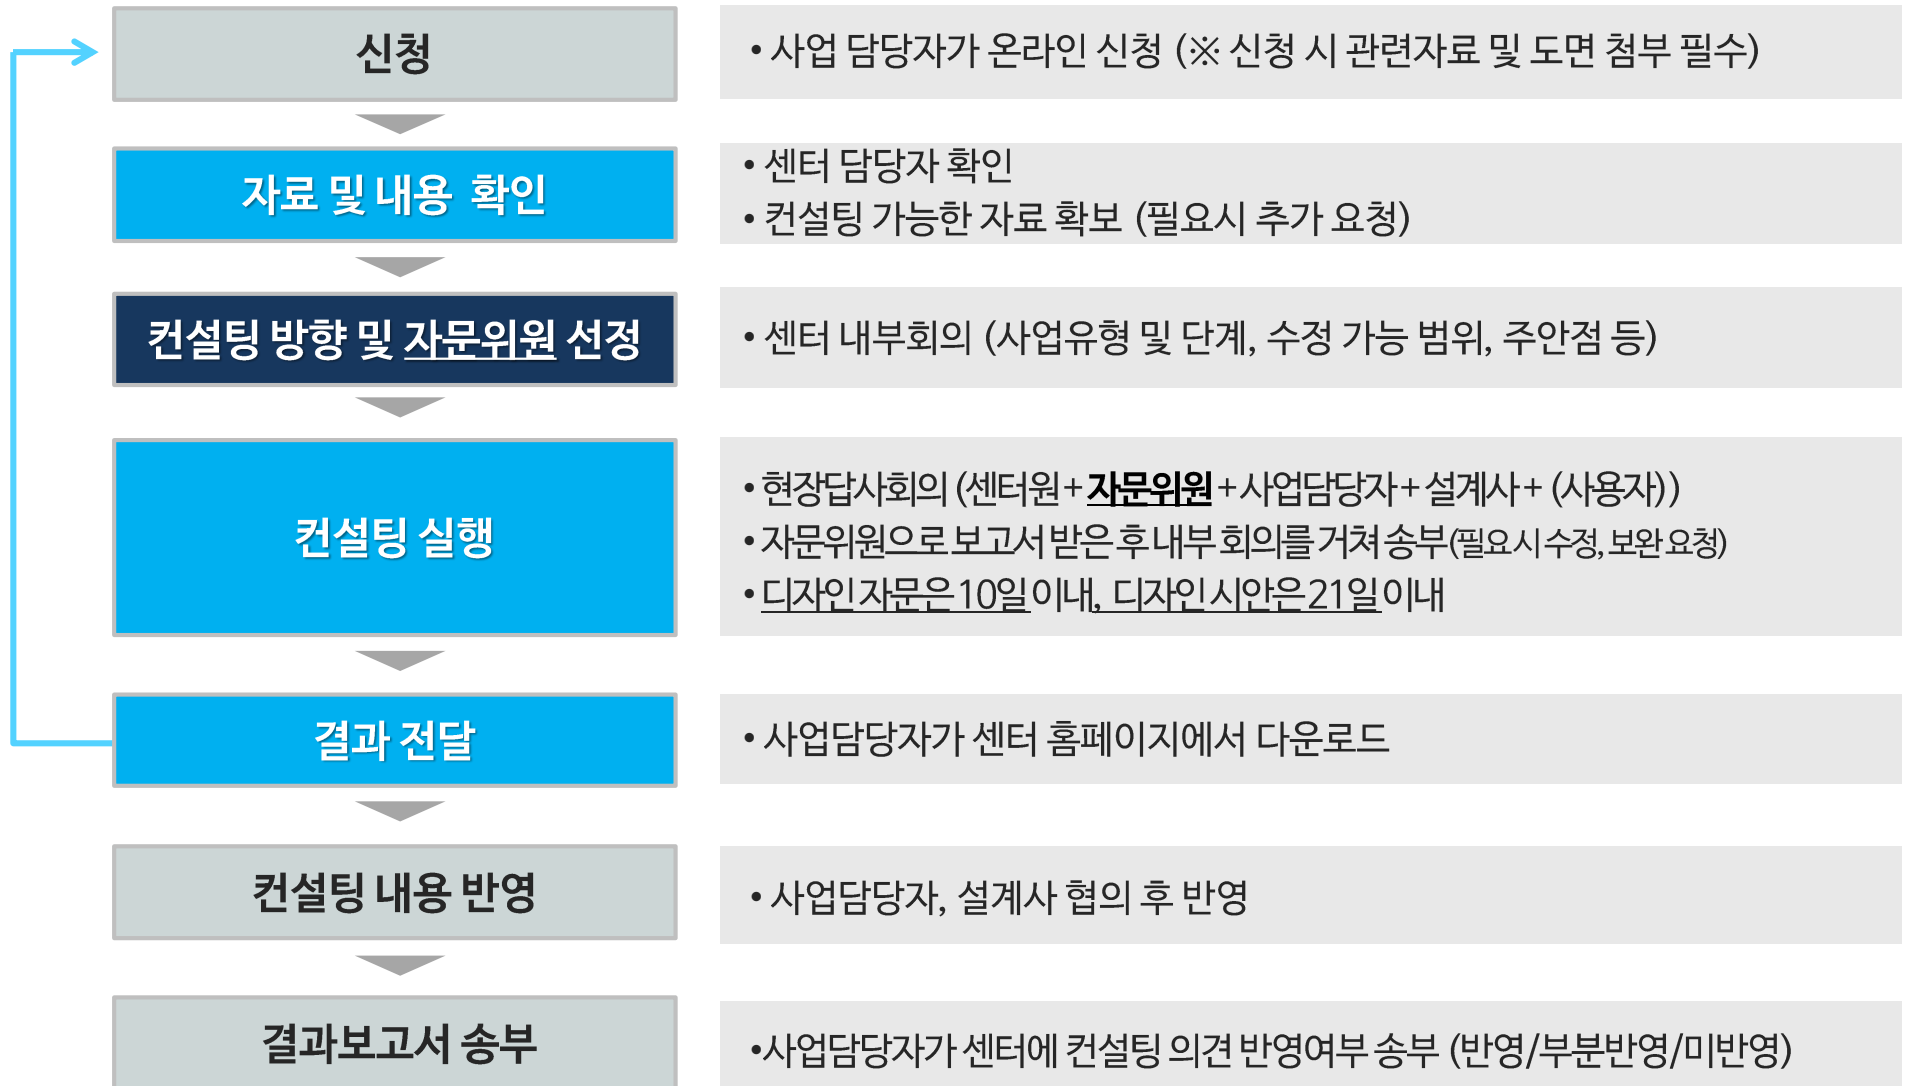 신청
• 사업 담당자가 온라인 신청 (※ 신청 시 관련자료 및 도면 첨부 필수)
자료 및 내용 확인
• 센터 담당자 확인
• 컨설팅 가능한 자료 확보 (필요시 추가 요청)
컨설팅 방향 및 자문위원 선정
• 센터 내부회의 (사업유형 및 단계, 수정 가능 범위, 주안점 등)
컨설팅 실행
• 현장답사회의 (센터원+자문위원+사업담당자+설계사+ (사용자))
• 자문위원으로 보고서 받은 후 내부 회의를 거쳐 송부(필요시 수정, 보완 요청)
• 디자인 자문은 10일 이내, 디자인 시안은 21일 이내
결과 전달
• 사업담당자가 센터 홈페이지에서 다운로드
컨설팅 내용 반영
• 사업담당자, 설계사 협의 후 반영
결과보고서 송부
•사업담당자가 센터에 컨설팅 의견 반영여부 송부 (반영/부분반영/미반영)